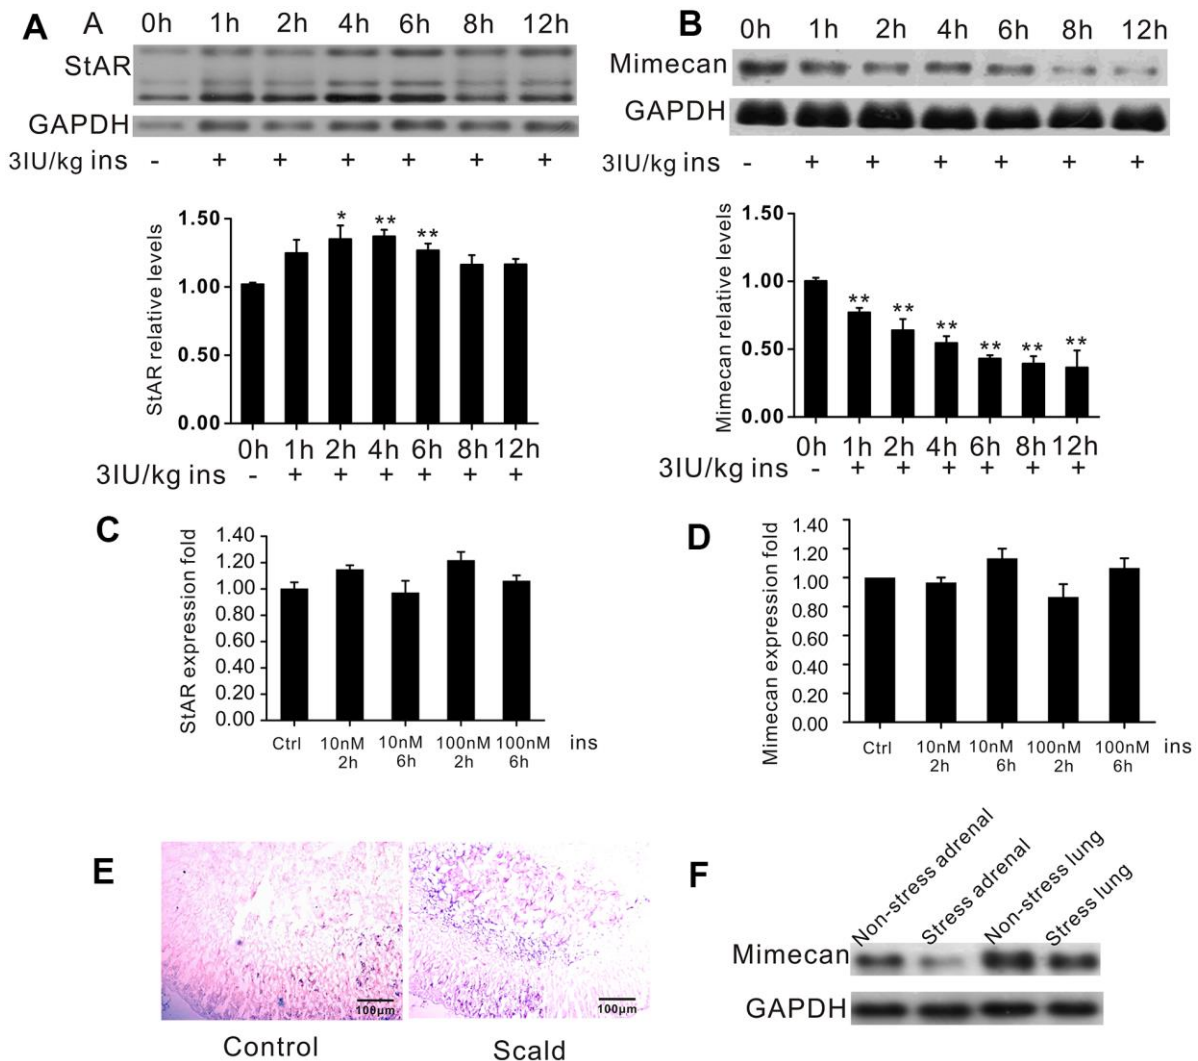 A A 0h 1h 2h 4h 6h 8h 12h
StAR
GAPDH
3IU/kg ins - + + + + + +
StAR relative levels
1.50
1.00
0.50
0.00
* ** **
0h 1h 2h 4h 6h 8h 12h
3IU/kg ins - + + + + + +
B 0h 1h 2h 4h 6h 8h 12h
Mimecan
GAPDH
3IU/kg ins - + + + + + +
Mimecan relative levels
1.50
1.00
0.50
0.00
** ** ** ** ** **
0h 1h 2h 4h 6h 8h 12h
3IU/kg ins - + + + + + +
C
StAR expression fold
1.40
1.20
1.00
0.80
0.60
0.40
0.20
0.00
Ctrl 10nM 10nM 100nM 100nM ins
2h 6h 2h 6h
D
Mimecan expression fold
1.40
1.20
1.00
0.80
0.60
0.40
0.20
0.00
Ctrl 10nM 10nM 100nM 100nM ins
2h 6h 2h 6h
E
100μm
100μm
Control Scald
F
Non-stress adrenal
Stress adrenal
Non-stress lung
Stress lung
Mimecan
GAPDH